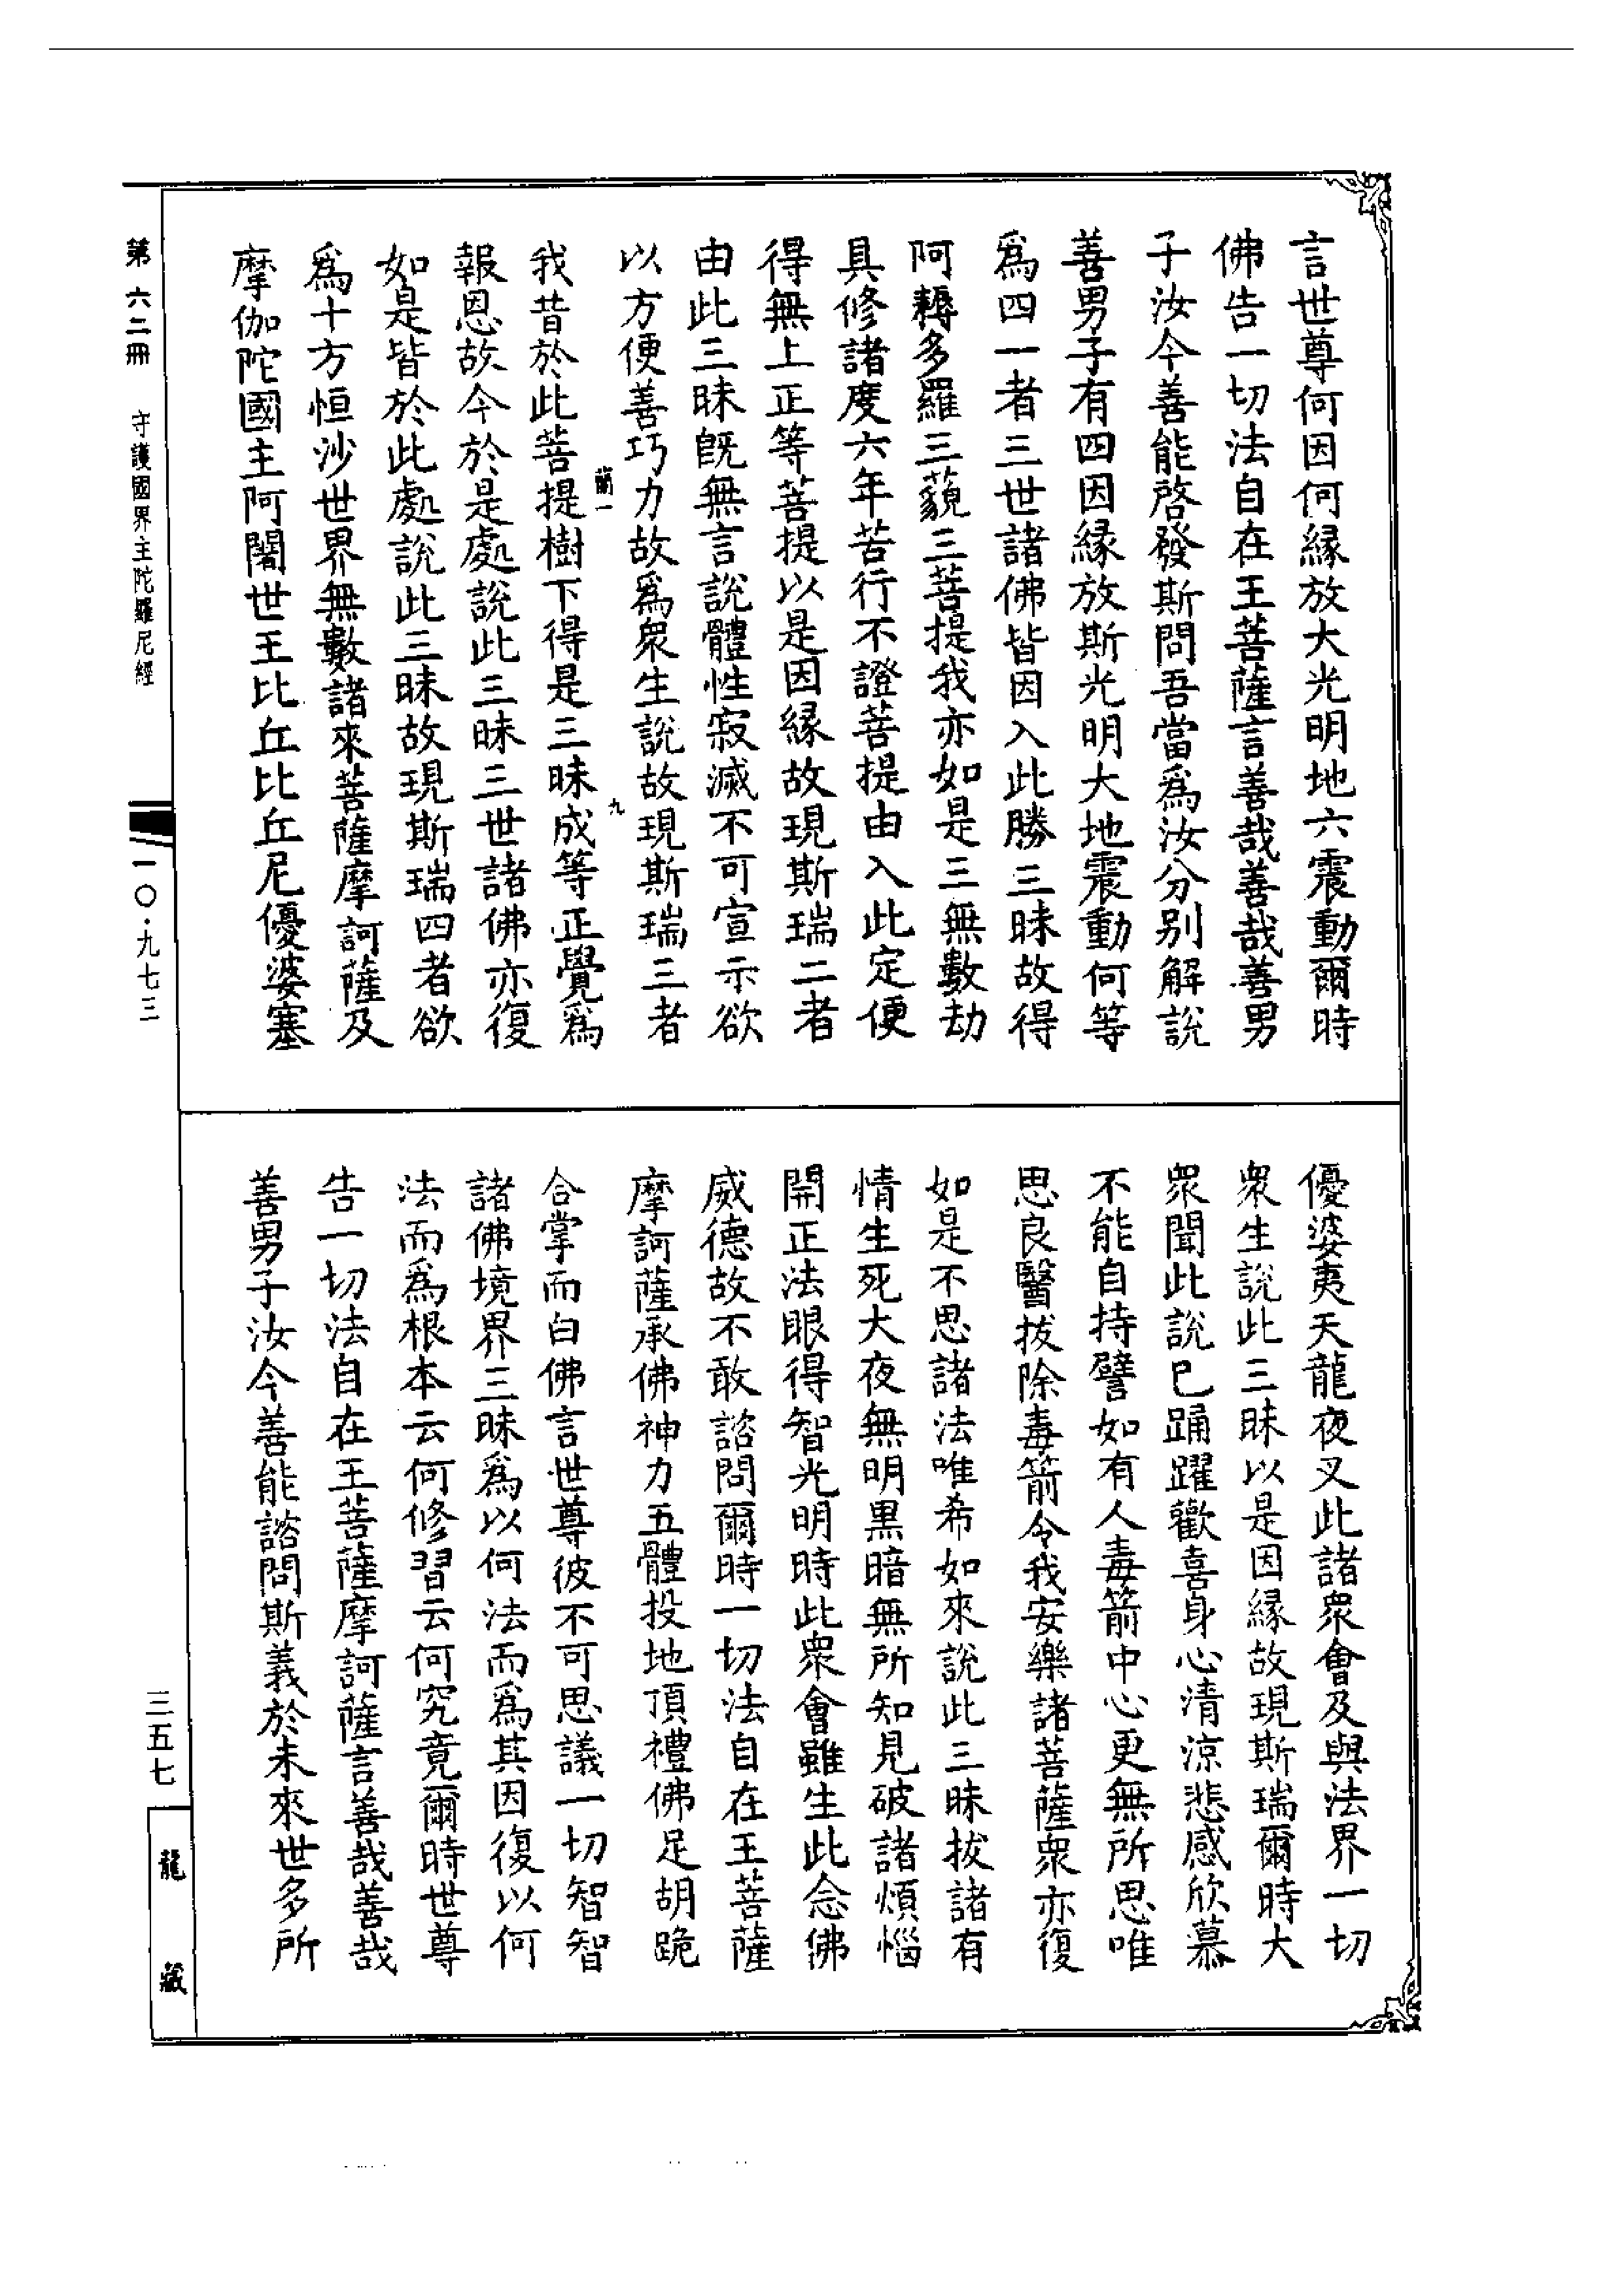 言世尊何因何緣放大光明地六震動爾時
佛告一切法自在王菩薩言善哉善哉善男
子汝今善能啓發斯問吾當爲汝分别解說
善男子有四因緣放斯光明大地震動何等
爲四一者三世諸佛皆因入此勝三昧故得
阿耨多羅三藐三菩提我亦如是三無數劫
具修諸度六年苦行不證菩提由入此定便
得無上正等菩提以是因緣故現斯瑞二者
由此三昧既無言說體性寂滅不可宣示欲
以方便善巧力故爲衆生說故現斯瑞三者
蘭一
九
我昔於此菩提樹下得是三昧成等正覺爲
報恩故今於是處說此三昧三世諸佛亦復
如是皆於此處說此三昧故現斯瑞四者欲
爲十方恒沙世界無數諸來菩薩摩訶薩及
摩伽陀國主阿闍世王比丘比丘尼優婆塞
優婆夷天龍夜叉此諸衆會及與法界一切
衆生說此三昧以是因緣故現斯瑞爾時大
衆聞此說已踊躍歡喜身心清涼悲感欣慕
不能自持譬如有人毒箭中心更無所思唯
思良醫拔除毒箭令我安樂諸菩薩衆亦復
如是不思諸法唯希如來說此三昧拔諸有
情生死大夜無明黑暗無所知見破諸煩惱
開正法眼得智光明時此衆會雖生此念佛
威德故不敢諮問爾時一切法自在王菩薩
摩訶薩承佛神力五體投地頂禮佛足胡跪
合掌而白佛言世尊彼不可思議一切智智
諸佛境界三昧爲以何法而爲其因復以何
法而爲根本云何修習云何究竟爾時世尊
告一切法自在王菩薩摩訶薩言善哉善哉
善男子汝今善能諮問斯義於未來世多所
第六二冊 守護國界主陀羅尼經
一〇·九七三
三五七
龍藏